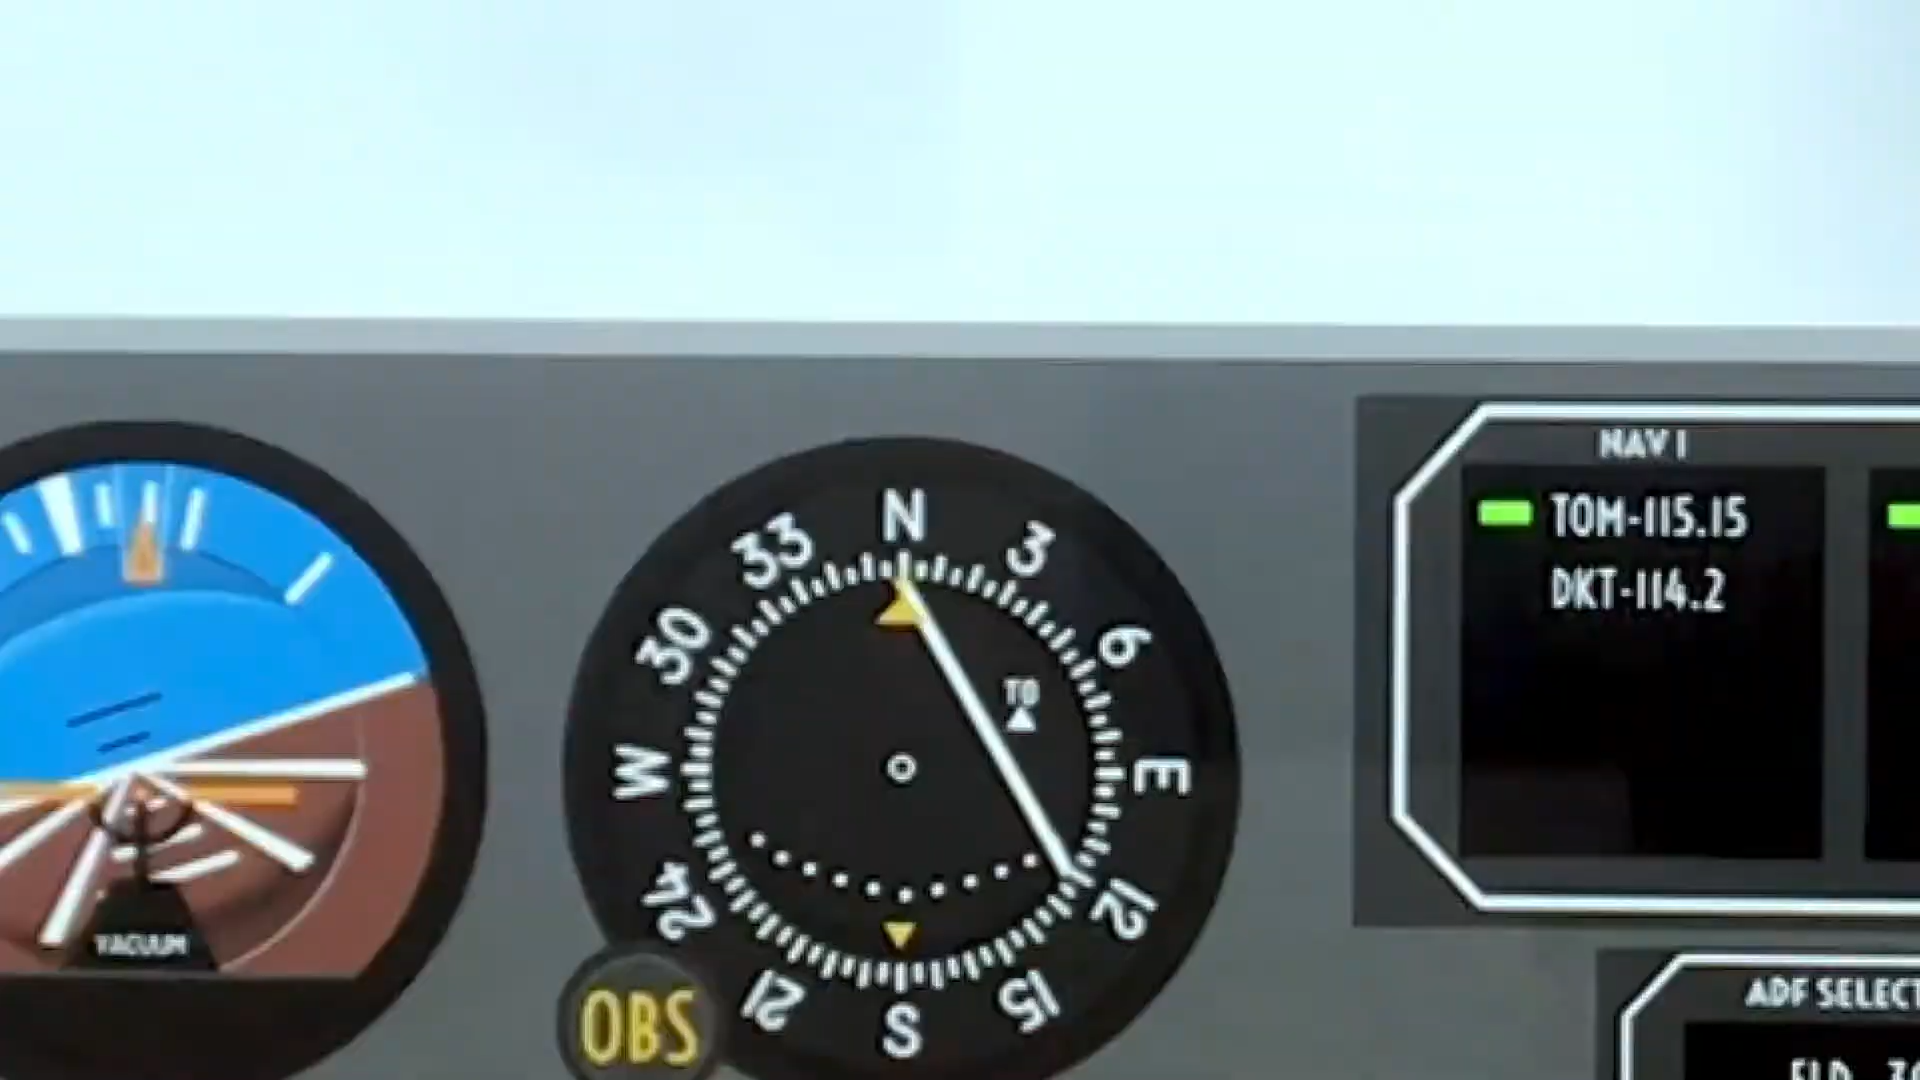 NAV 1
TOM-115.15
DKT-114.2
N
33
3
30
6
TO
W
E
24
12
21
15
S
OBS
VACUUM
ADF SELECT